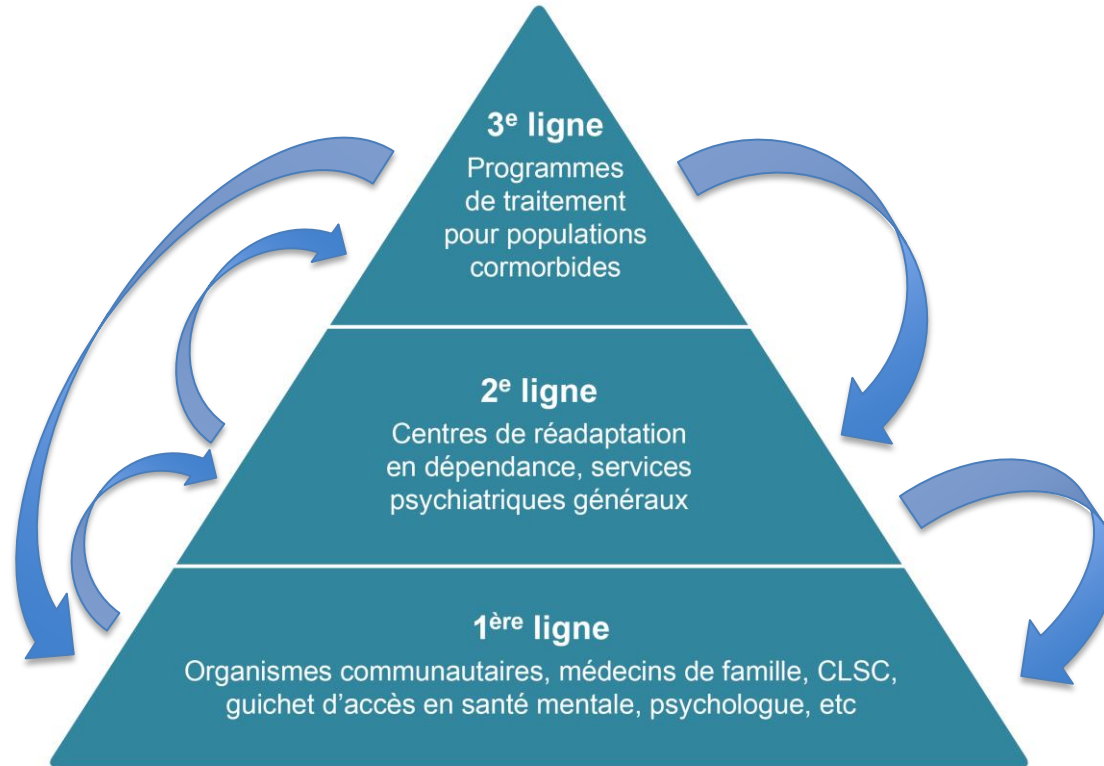 3e ligne
Programmes
de traitement
pour populations
cormorbides
2e ligne
Centres de réadaptation
en dépendance, services
psychiatriques généraux
1ère ligne
Organismes communautaires, médecins de famille, CLSC,
guichet d'accès en santé mentale, psychologue, etc